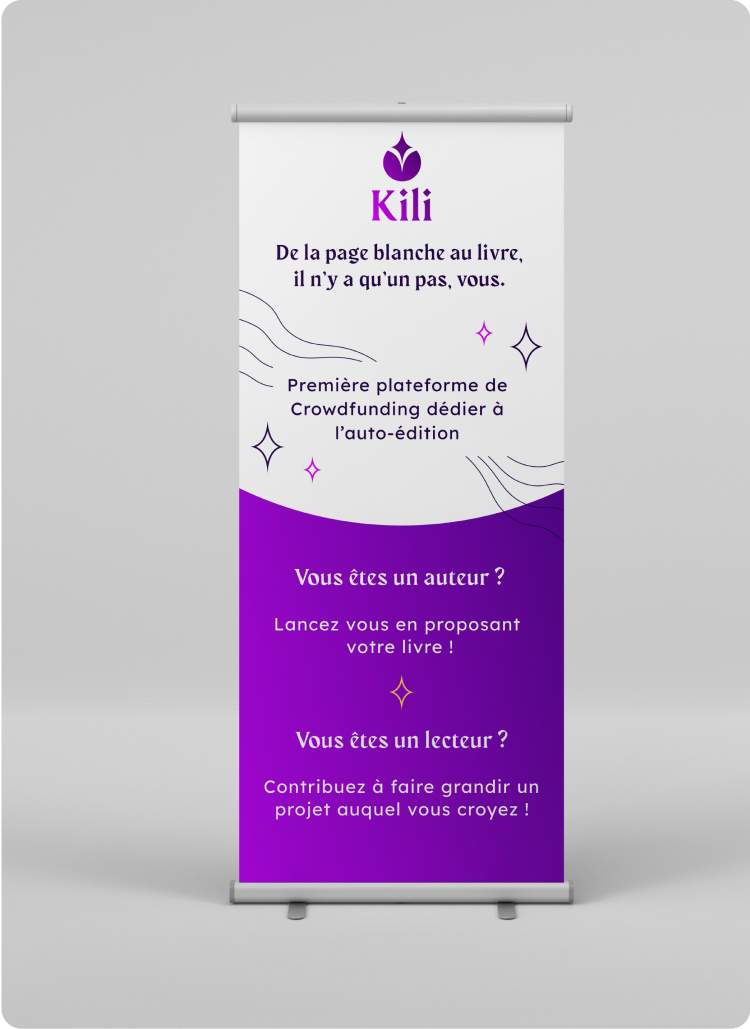 Kili
De la page blanche au livre,
il n'y a qu'un pas, vous.
Première plateforme de
Crowdfunding dédier à
l'auto-édition
Vous êtes un auteur ?
Lancez vous en proposant
votre livre !
Vous êtes un lecteur ?
Contribuez à faire grandir un
projet auquel vous croyez !